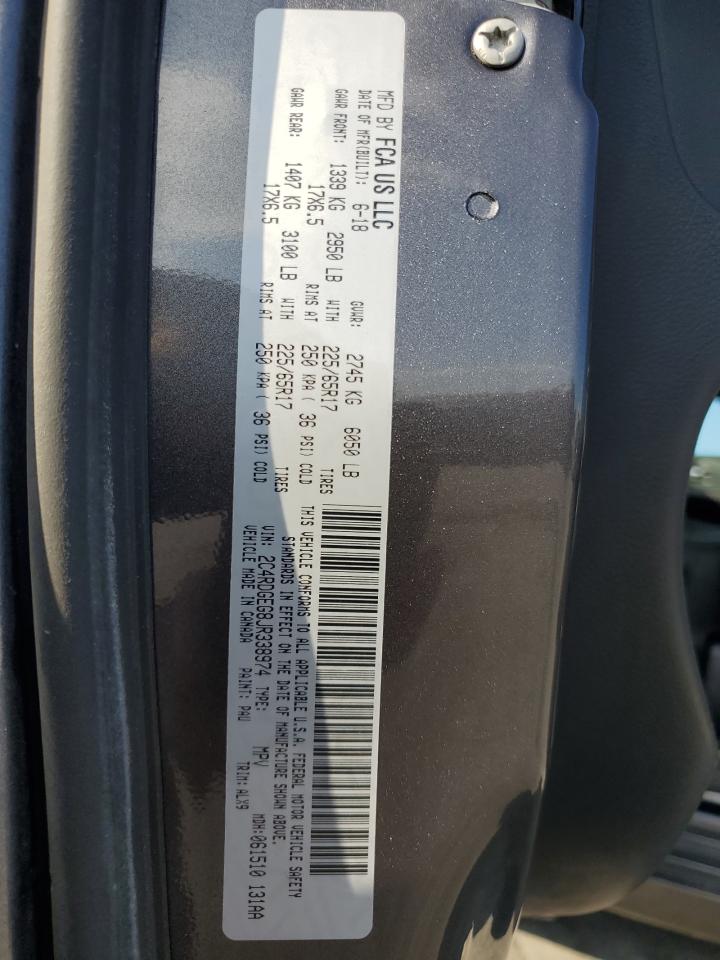 MFD BY FCA US LLC
DATE OF MFR(BUILT): 6-18 GVWR: 2745 KG 6050 LB
GAWR FRONT: 1339 KG 2950 LB WITH 225/65R17 TIRES
17X6.5 RIMS AT 250 KPA ( 36 PSI) COLD
GAWR REAR: 1407 KG 3100 LB WITH 225/65R17 TIRES
17X6.5 RIMS AT 250 KPA ( 36 PSI) COLD
THIS VEHICLE CONFORMS TO ALL APPLICABLE U.S.A. FEDERAL MOTOR VEHICLE SAFETY
STANDARDS IN EFFECT ON THE DATE OF MANUFACTURE SHOWN ABOVE.
VIN: 2C4RDGEG8JR338974 TYPE: MPV MDH:061510 131AA
VEHICLE MADE IN CANADA PAINT: PAU TRIM: ALX9